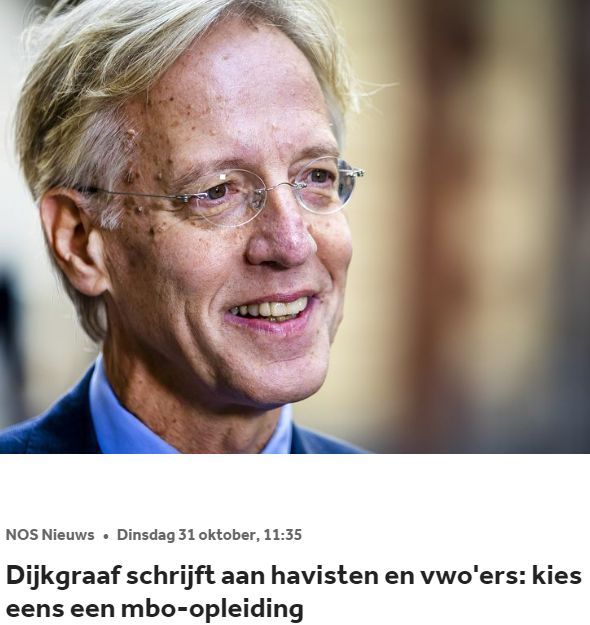 NOS Nieuws • Dinsdag 31 oktober, 11:35
Dijkgraaf schrijft aan havisten en vwo'ers: kies
eens een mbo-opleiding